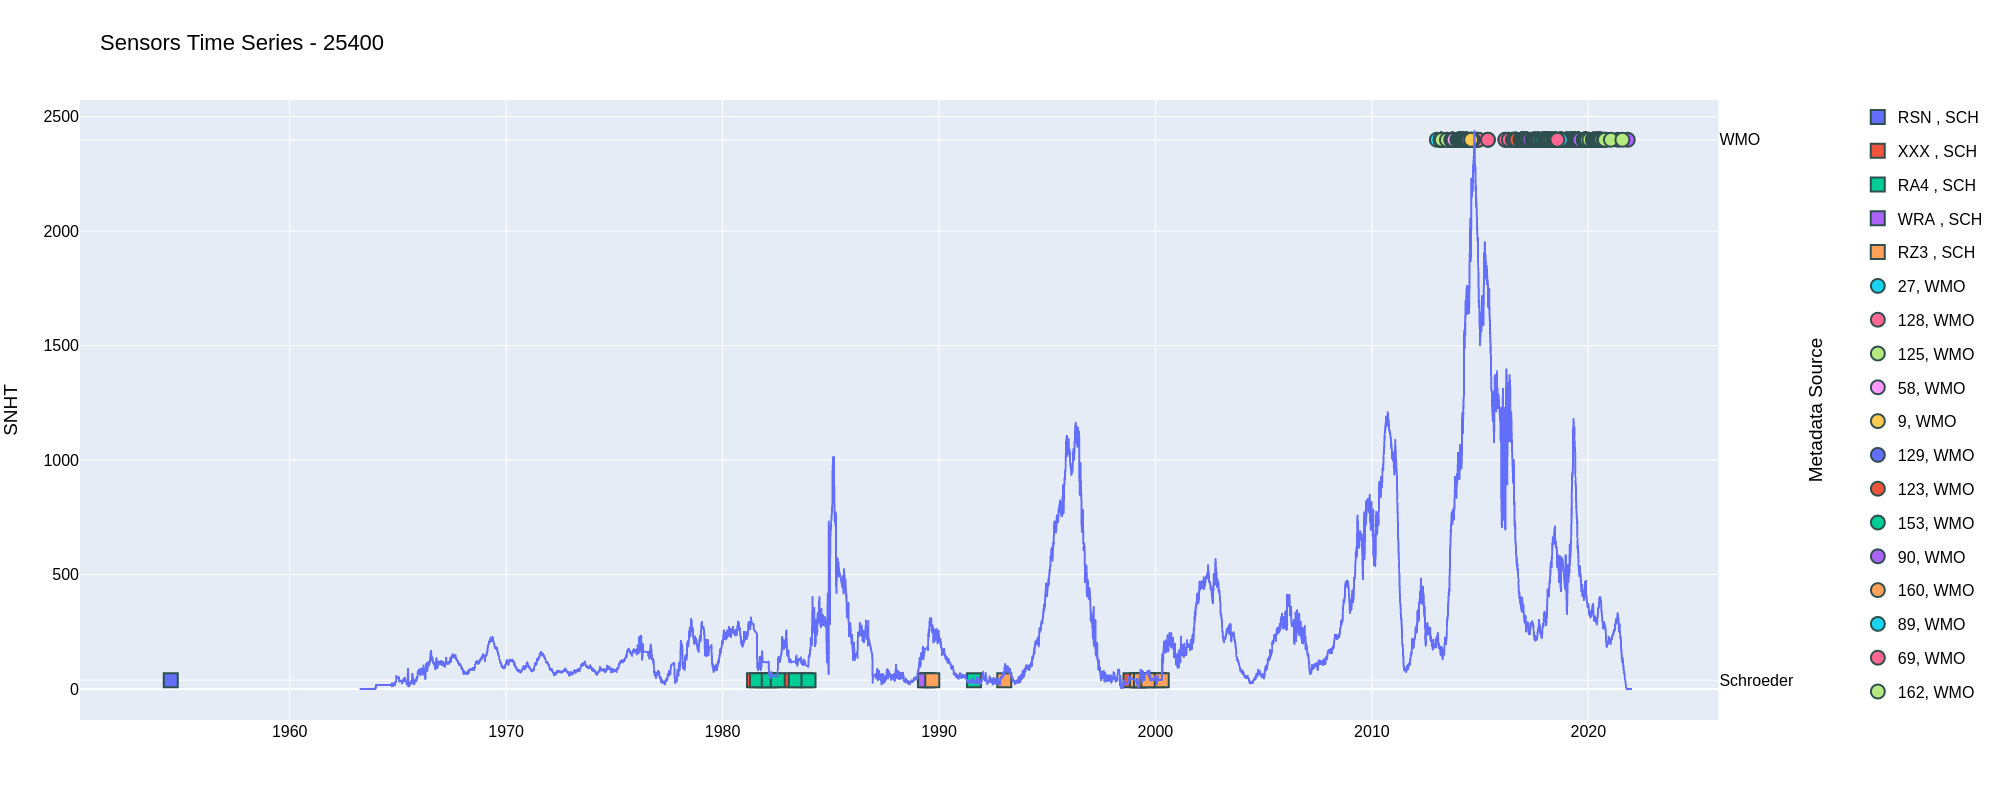 Sensors Time Series - 25400
SNHT
2500
2000
1500
1000
500
0
1960
1970
1980
1990
2000
2010
2020
WMO
Schroeder
Metadata Source
RSN , SCH
XXX , SCH
RA4 , SCH
WRA , SCH
RZ3 , SCH
27, WMO
128, WMO
125, WMO
58, WMO
9, WMO
129, WMO
123, WMO
153, WMO
90, WMO
160, WMO
89, WMO
69, WMO
162, WMO